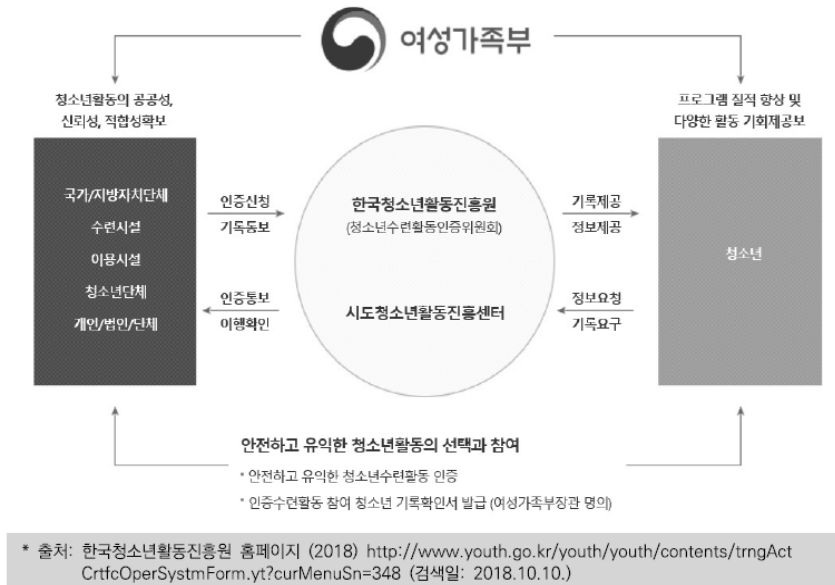 여성가족부
청소년활동의 공공성,
신뢰성, 적합성확보
프로그램 질적 향상 및
다양한 활동 기회제공보
국가/지방자치단체
수련시설
이용시설
청소년단체
개인/법인/단체
인증신청
기록통보
인증통보
이행확인
한국청소년활동진흥원
(청소년수련활동인증위원회)
시도청소년활동진흥센터
기록제공
정보제공
정보요청
기록요구
청소년
안전하고 유익한 청소년활동의 선택과 참여
* 안전하고 유익한 청소년수련활동 인증
* 인증수련활동 참여 청소년 기록확인서 발급 (여성가족부장관 명의)
* 출처: 한국청소년활동진흥원 홈페이지 (2018) http://www.youth.go.kr/youth/youth/contents/trngAct
CrtfcOperSystmForm.yt?curMenuSn=348 (검색일: 2018.10.10.)